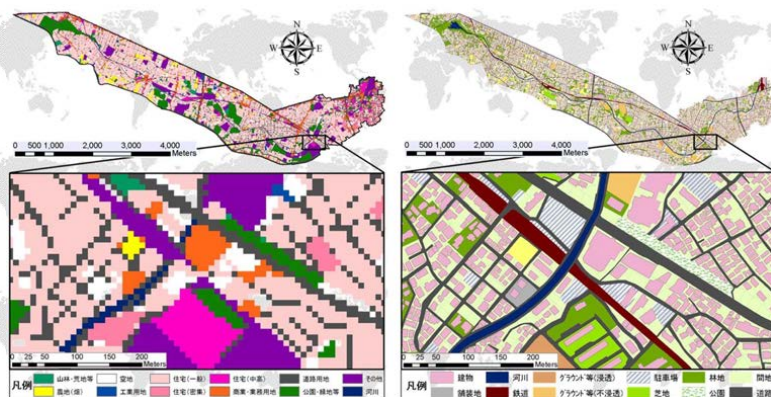 N
W E
S
0 500 1,000 2,000 3,000 4,000
Meters
0 25 50 100 150 200
Meters
凡例
山林・荒地等 空地 住宅(一般) 住宅(中高) 道路用地 その他
農地(畑) 工業用地 住宅(密集) 商業・業務用地 公園・緑地等 河川
N
W E
S
0 500 1,000 2,000 3,000 4,000
Meters
0 25 50 100 150 200
Meters
凡例
建物 河川 グラウンド等(浸透) 駐車場 林地 間地
舗装地 鉄道 グラウンド等(不浸透) 芝地 公園 道路